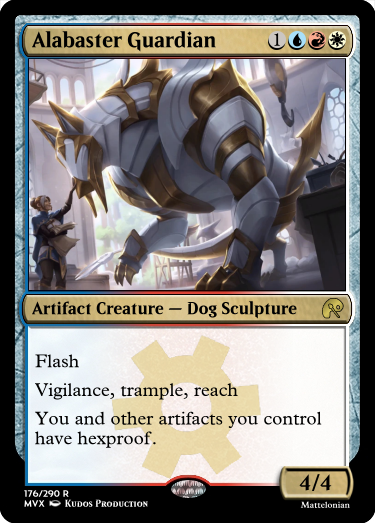 Alabaster Guardian 1
Artifact Creature — Dog Sculpture
Flash
Vigilance, trample, reach
You and other artifacts you control
have hexproof.
4/4
176/290 R
MVX Kudos Production
Mattelonian